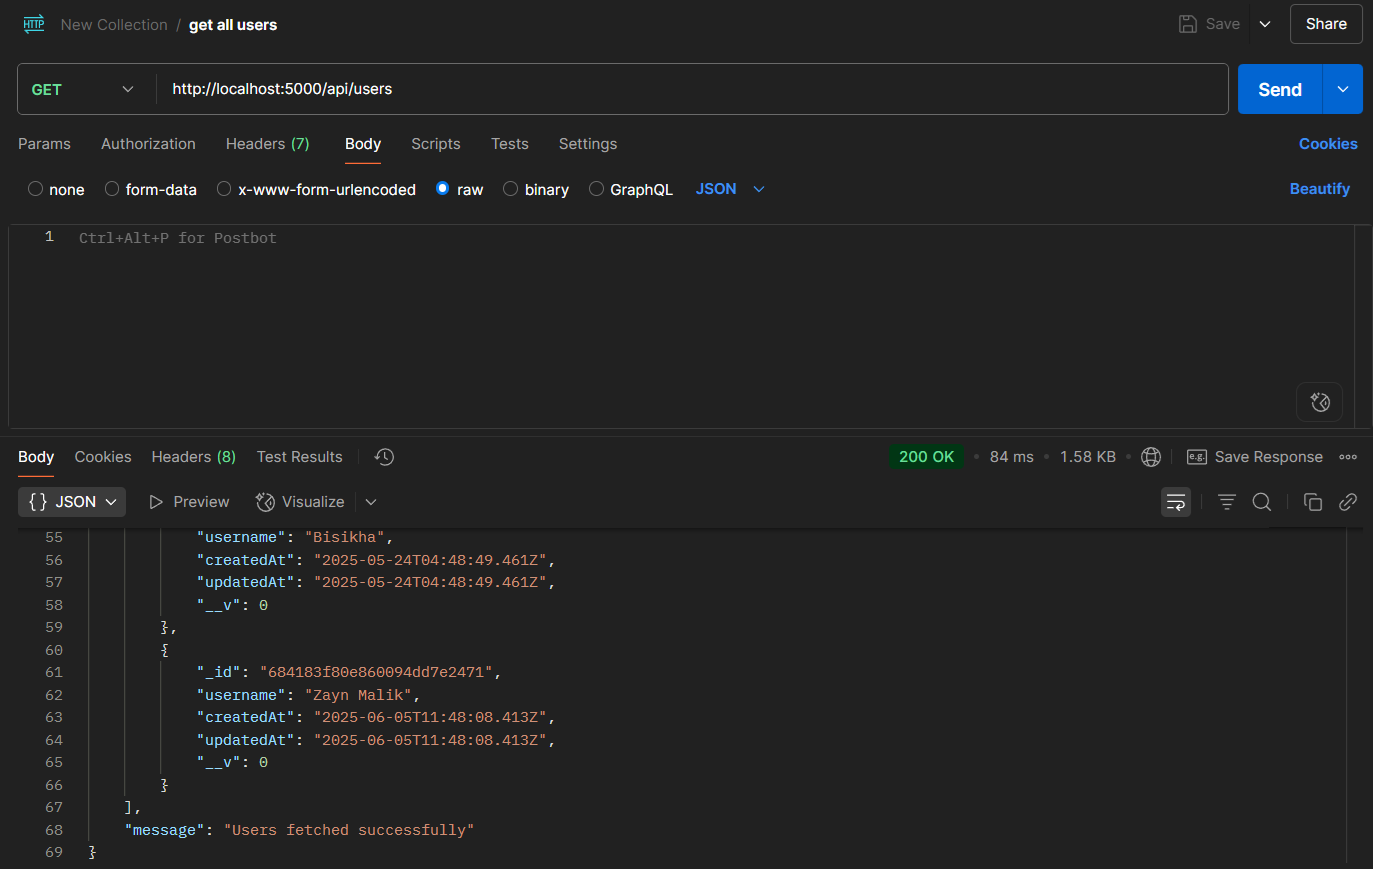 HTTP New Collection / get all users Save Share
GET http://localhost:5000/api/users Send
Params Authorization Headers (7) Body Scripts Tests Settings Cookies
none form-data x-www-form-urlencoded raw binary GraphQL JSON Beautify
1 Ctrl+Alt+P for Postbot
Body Cookies Headers (8) Test Results 200 OK • 84 ms • 1.58 KB • e.g. Save Response
{} JSON Preview Visualize
55 "username": "Bisikha",
56 "createdAt": "2025-05-24T04:48:49.461Z",
57 "updatedAt": "2025-05-24T04:48:49.461Z",
58 "__v": 0
59 },
60 {
61 "_id": "684183f80e860094dd7e2471",
62 "username": "Zayn Malik",
63 "createdAt": "2025-06-05T11:48:08.413Z",
64 "updatedAt": "2025-06-05T11:48:08.413Z",
65 "__v": 0
66 }
67 ],
68 "message": "Users fetched successfully"
69 }